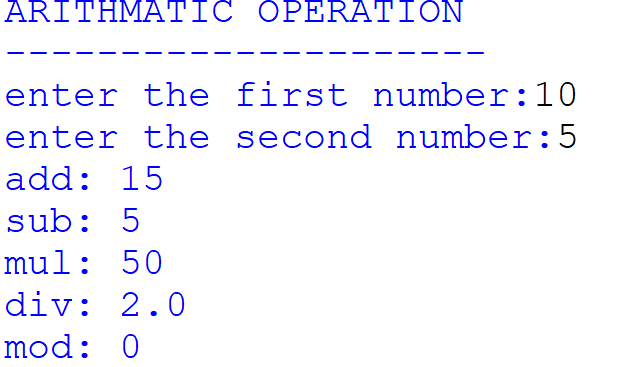 ARITHMATIC OPERATION
---------------------
enter the first number:10
enter the second number:5
add: 15
sub: 5
mul: 50
div: 2.0
mod: 0